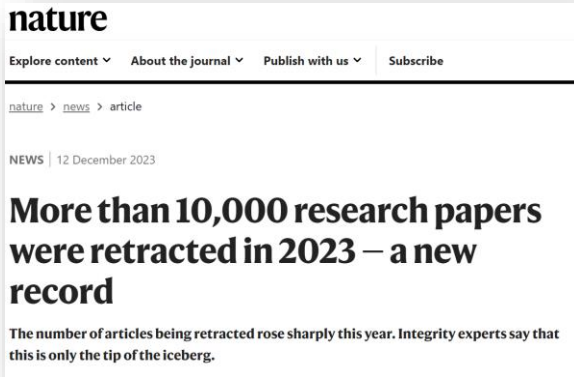 nature
Explore content About the journal Publish with us Subscribe
nature > news > article
NEWS | 12 December 2023
More than 10,000 research papers
were retracted in 2023 — a new
record
The number of articles being retracted rose sharply this year. Integrity experts say that
this is only the tip of the iceberg.